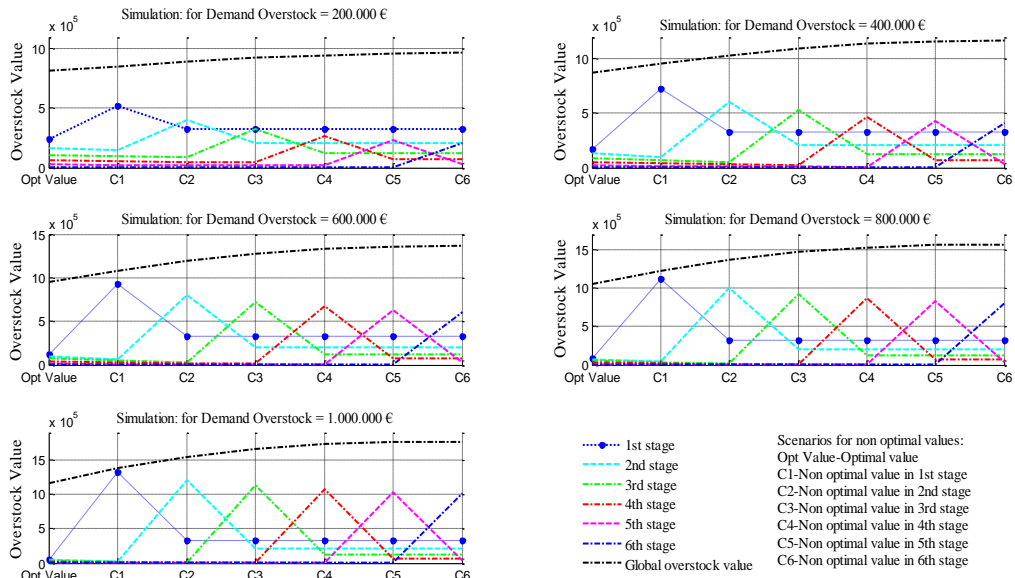 Simulation: for Demand Overstock = 200.000 €
x 10^5
Overstock Value
10
5
0
Opt Value C1 C2 C3 C4 C5 C6
Simulation: for Demand Overstock = 400.000 €
x 10^5
Overstock Value
10
5
0
Opt Value C1 C2 C3 C4 C5 C6
Simulation: for Demand Overstock = 600.000 €
x 10^5
Overstock Value
15
10
5
0
Opt Value C1 C2 C3 C4 C5 C6
Simulation: for Demand Overstock = 800.000 €
x 10^5
Overstock Value
15
10
5
0
Opt Value C1 C2 C3 C4 C5 C6
Simulation: for Demand Overstock = 1.000.000 €
x 10^5
Overstock Value
15
10
5
0
Opt Value C1 C2 C3 C4 C5 C6
1st stage
2nd stage
3rd stage
4th stage
5th stage
6th stage
Global overstock value
Scenarios for non optimal values:
Opt Value-Optimal value
C1-Non optimal value in 1st stage
C2-Non optimal value in 2nd stage
C3-Non optimal value in 3rd stage
C4-Non optimal value in 4th stage
C5-Non optimal value in 5th stage
C6-Non optimal value in 6th stage